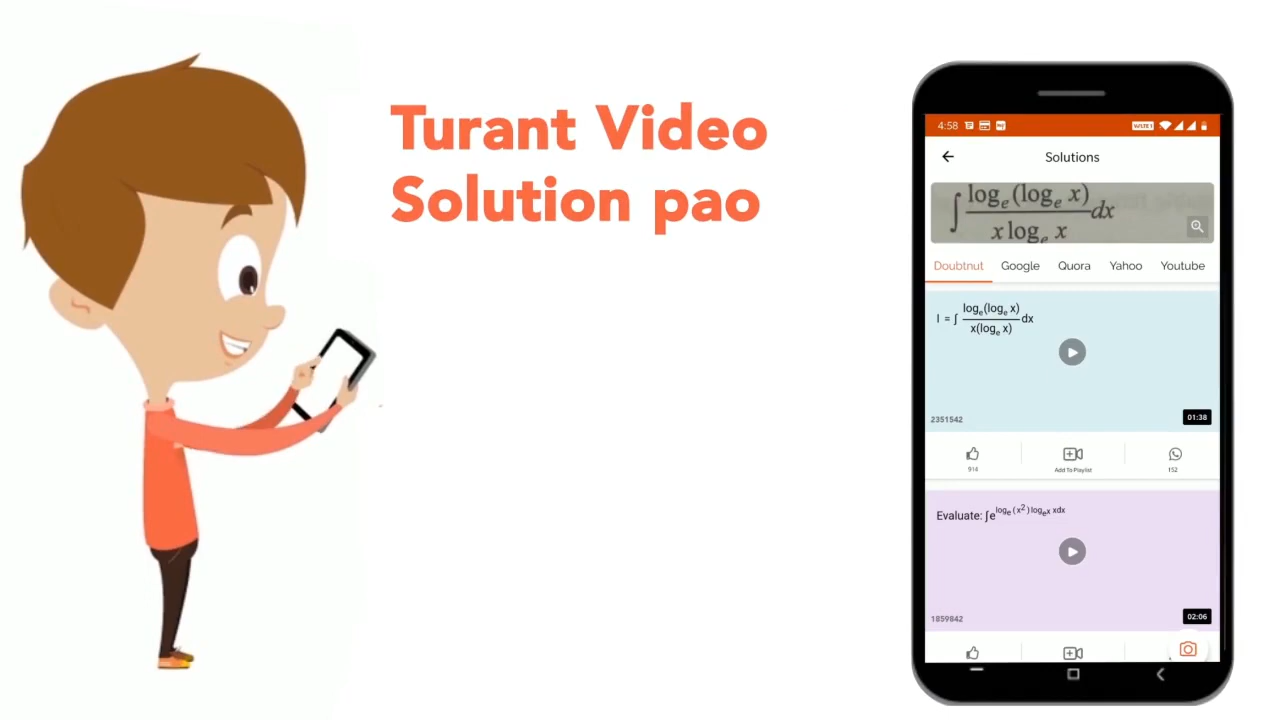 Turant Video
Solution pao
4:58
VoLTE1
Solutions
∫ logₑ(logₑ x) / x logₑ x dx
Doubtnut Google Quora Yahoo Youtube
I = ∫ logₑ(logₑ x) / x(logₑ x) dx
2351542 01:38
914 Add To Playlist 152
Evaluate: ∫e^logₑ(x²)logₑx xdx
1859842 02:06